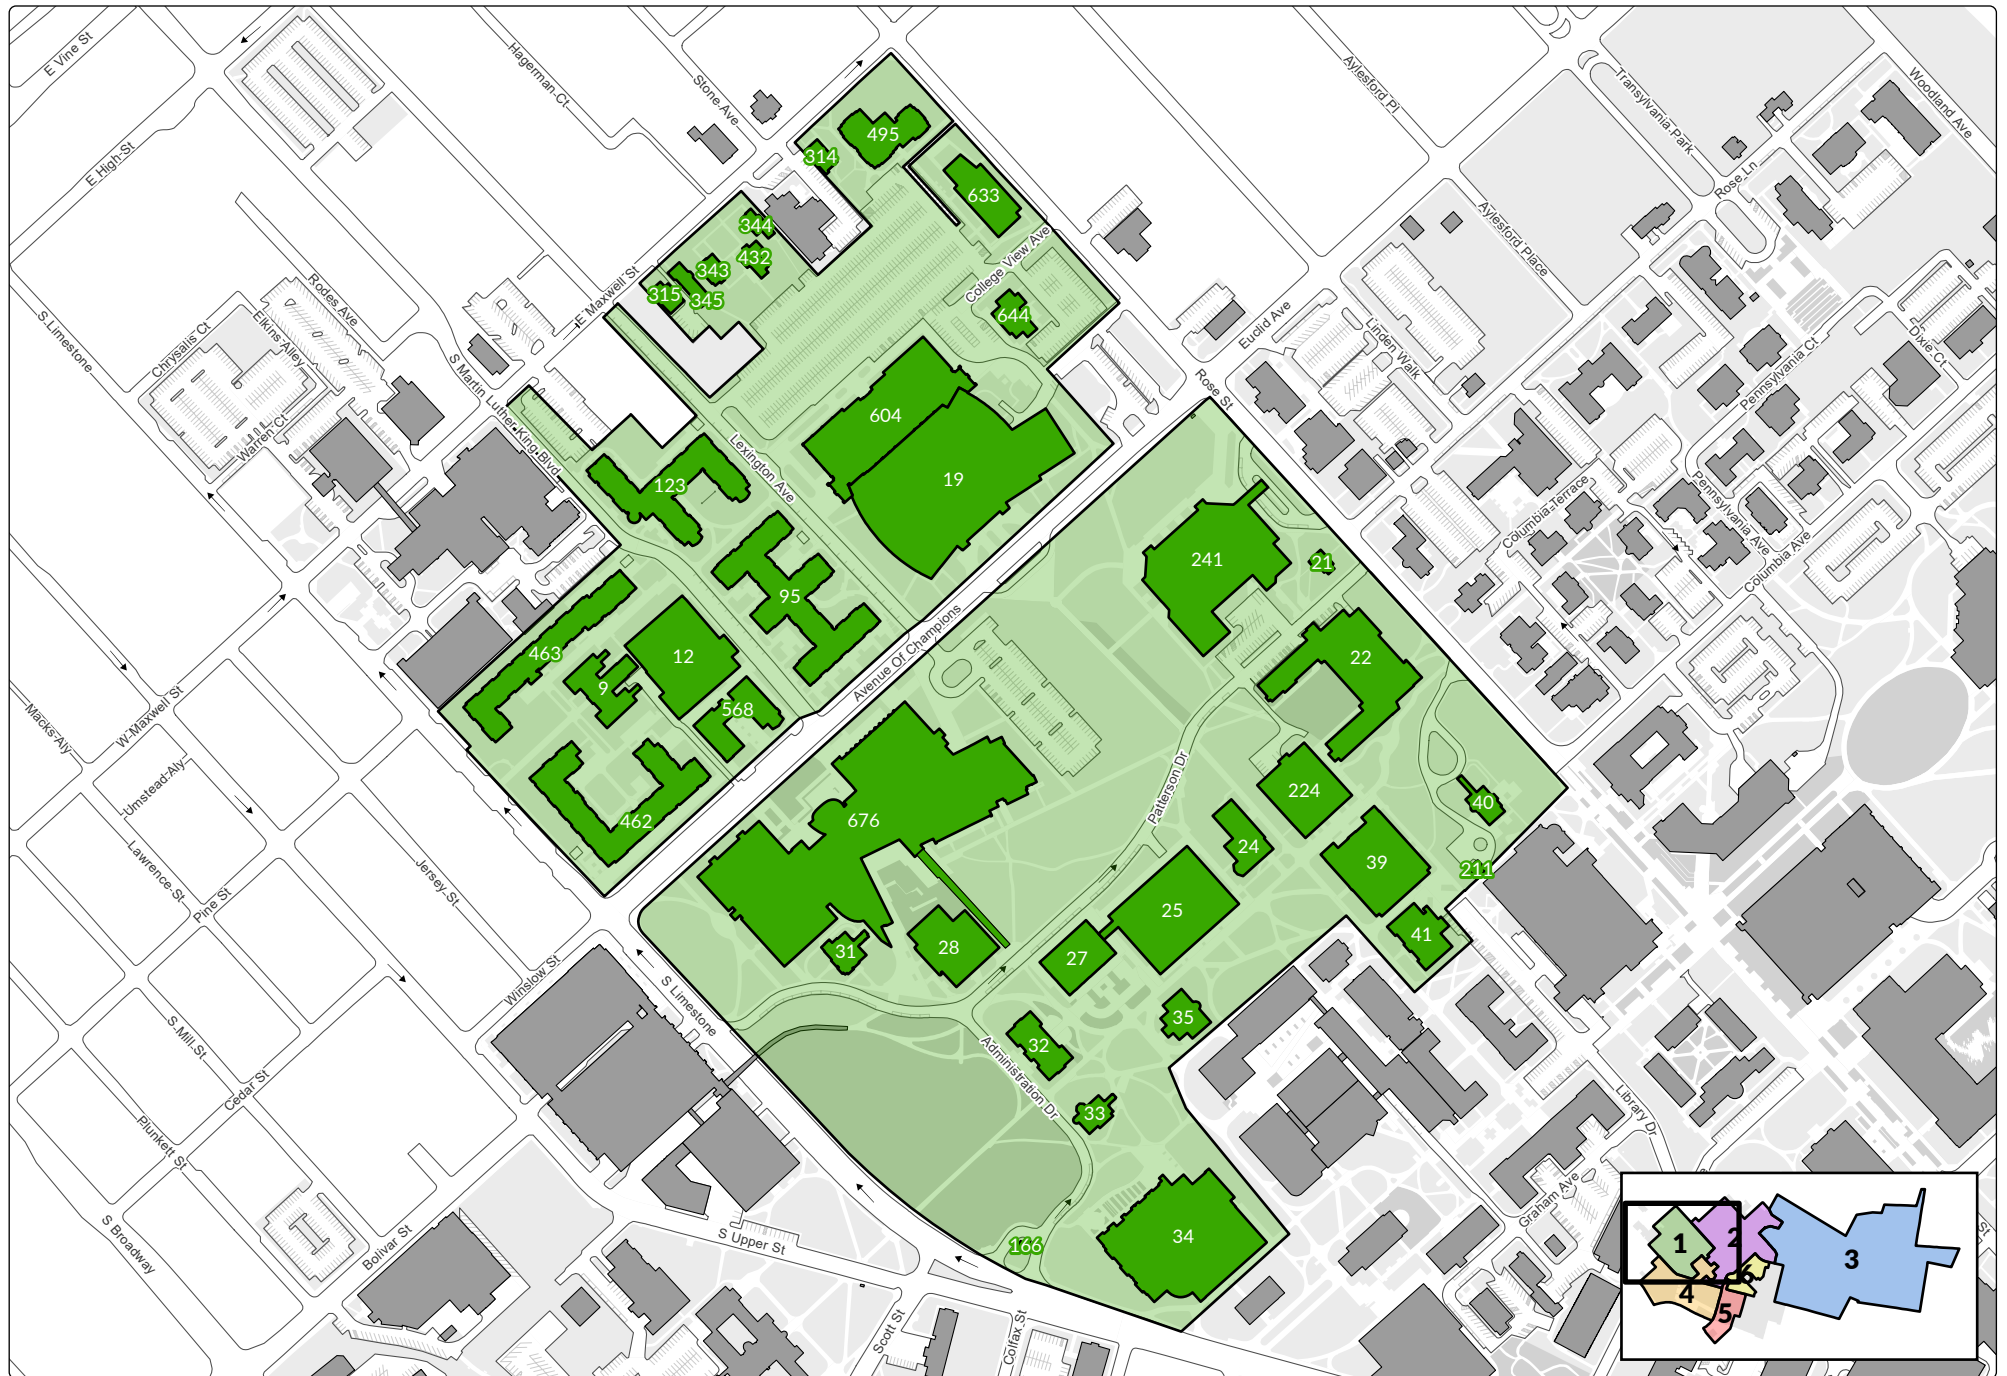 E Vine St
Hagerman Ct
Stone Ave
Aylesford Pl
Transylvania Park
Woodland Ave
E High St
495
314
633
Rose Ln
344
432
343
315
345
E Maxwell St
College View Ave
644
Aylesford Place
Rodes Ave
S Limestone
Chrysalis Ct
Elkins Alley
Euclid Ave
Linden Walk
Dixie Ct
Pennsylvania Ct
S Martin Luther King Blvd
Rose St
604
Warren Ct
Lexington Ave
19
123
Columbia Terrace
Pennsylvania Ave
Columbia Ave
241
21
95
Avenue Of Champions
463
12
9
22
568
Macks Aly
W Maxwell St
Umstead Aly
Patterson Dr
224
40
676
462
24
39
211
Lawrence St
Jersey St
Pine St
25
41
31
28
27
Winslow St
S Limestone
35
32
Administration Dr
S Mill St
Cedar St
33
Library Dr
Plunkett St
Graham Ave
S Broadway
Bolivar St
S Upper St
166
34
Scott St
Colfax St
St
1
2
3
4
5
6